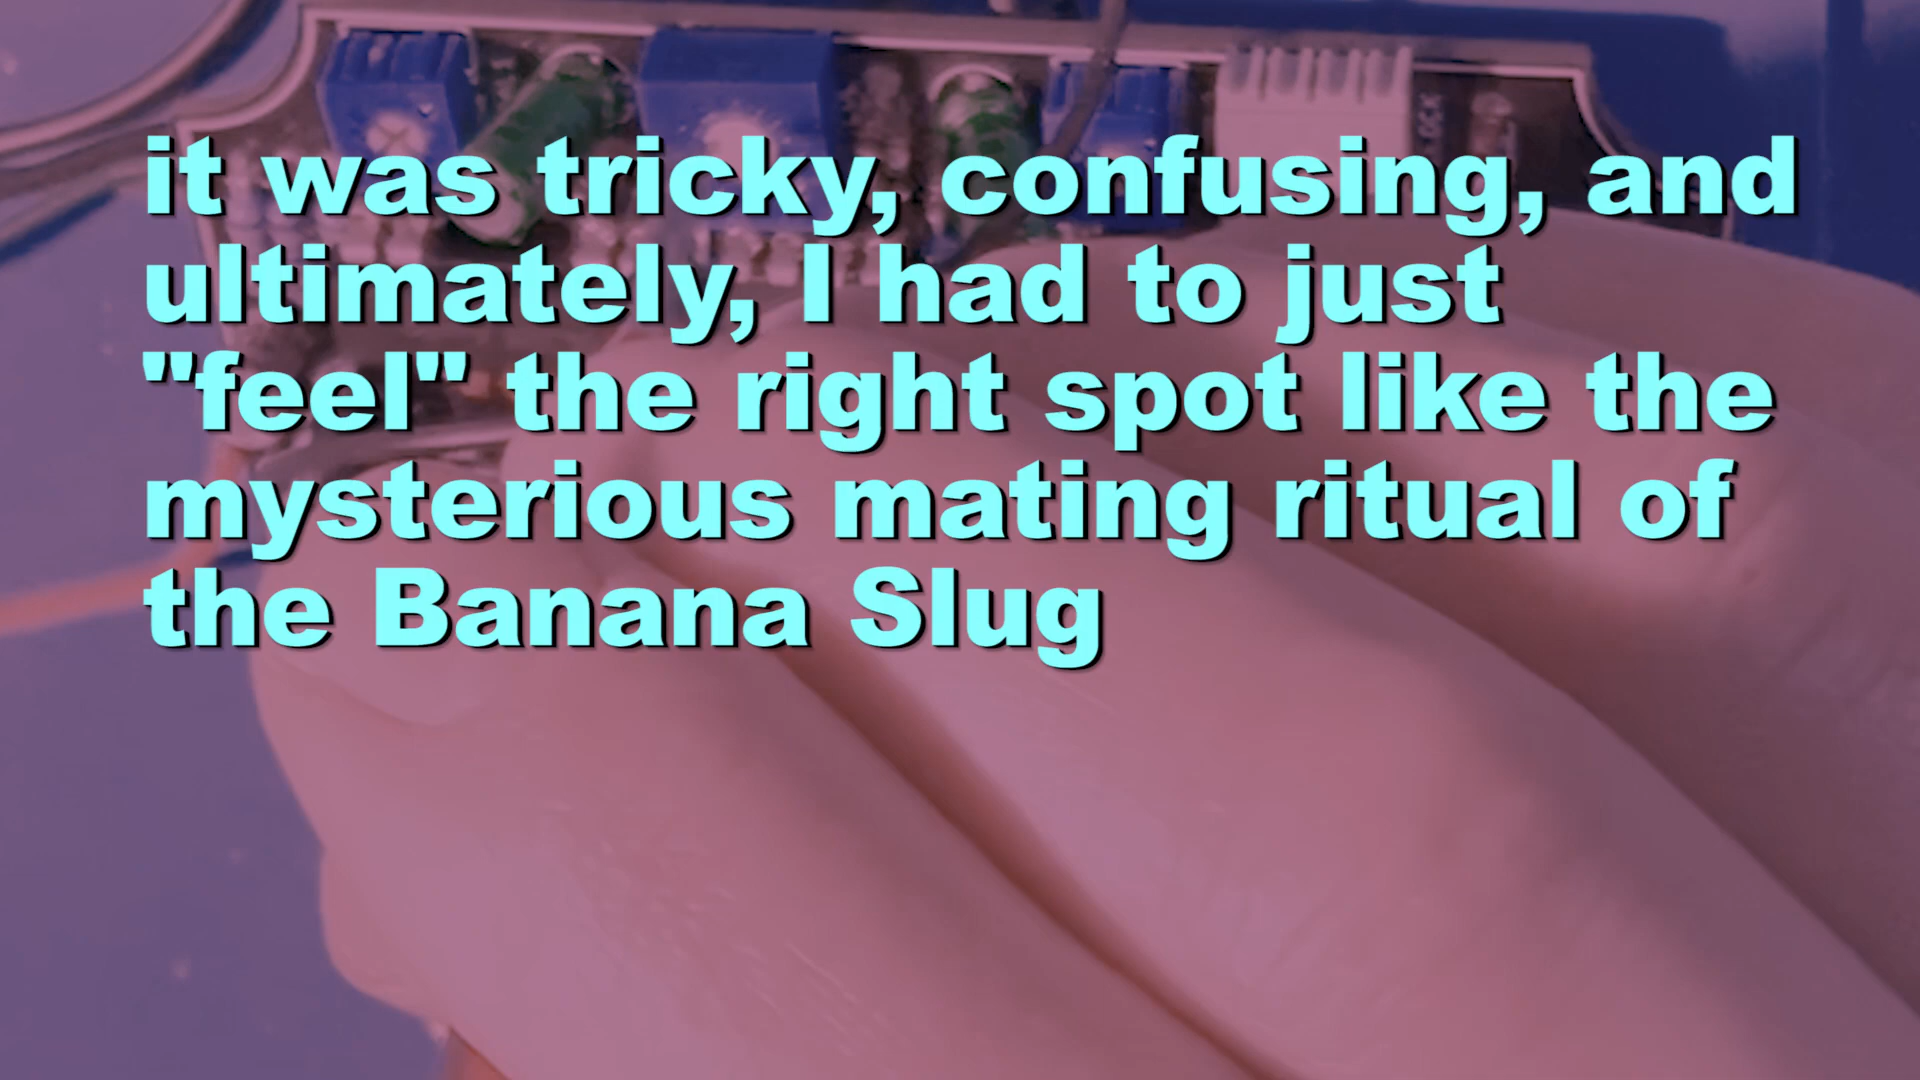 it was tricky, confusing, and
ultimately, I had to just
"feel" the right spot like the
mysterious mating ritual of
the Banana Slug